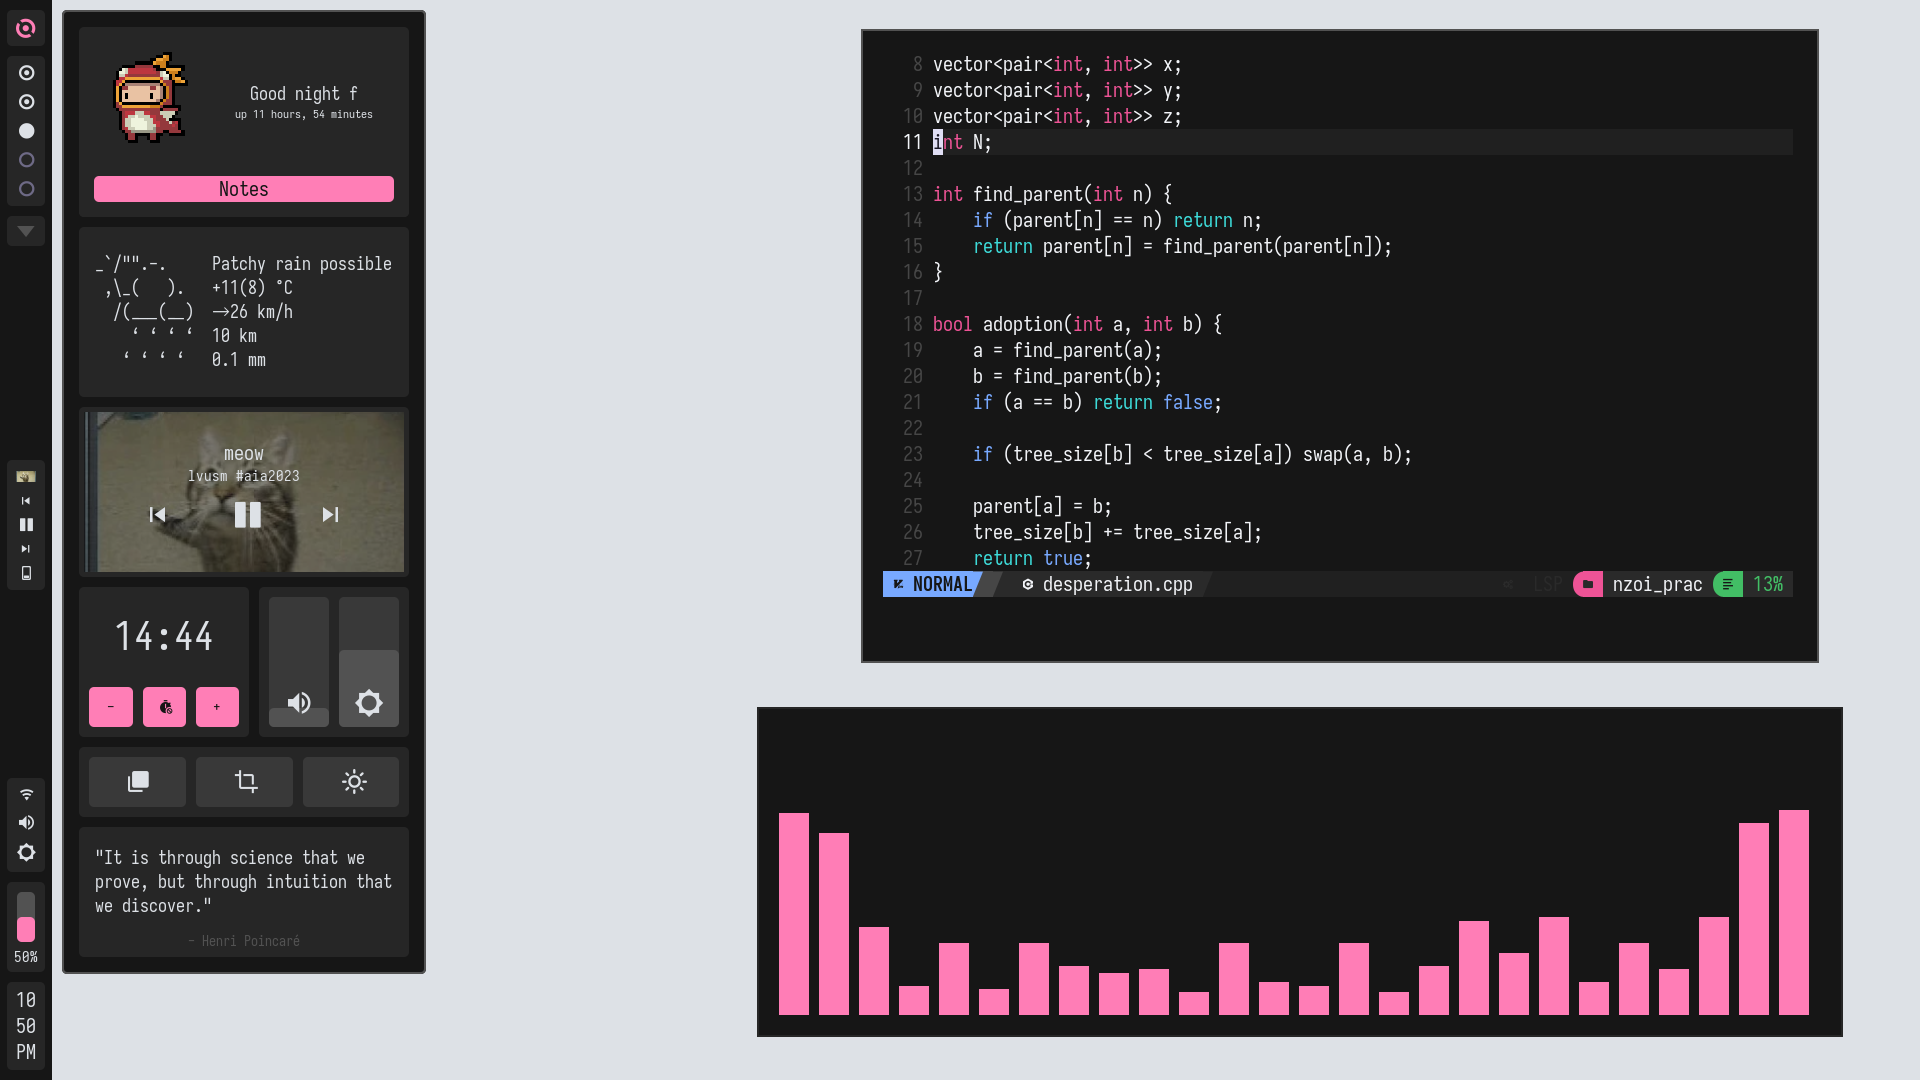 Good night f
up 11 hours, 54 minutes
Notes
_`/"".-.     Patchy rain possible
 ,\_(   ).   +11(8) °C
  /(___(__)  →26 km/h
    ‘ ‘ ‘ ‘  10 km
   ‘ ‘ ‘ ‘   0.1 mm
meow
lvusm #aia2023
14:44
-
+
"It is through science that we
prove, but through intuition that
we discover."
- Henri Poincaré
50%
10
50
PM
8 vector<pair<int, int>> x;
9 vector<pair<int, int>> y;
10 vector<pair<int, int>> z;
11 int N;
12
13 int find_parent(int n) {
14     if (parent[n] == n) return n;
15     return parent[n] = find_parent(parent[n]);
16 }
17
18 bool adoption(int a, int b) {
19     a = find_parent(a);
20     b = find_parent(b);
21     if (a == b) return false;
22
23     if (tree_size[b] < tree_size[a]) swap(a, b);
24
25     parent[a] = b;
26     tree_size[b] += tree_size[a];
27     return true;
NORMAL desperation.cpp LSP nzoi_prac 13%